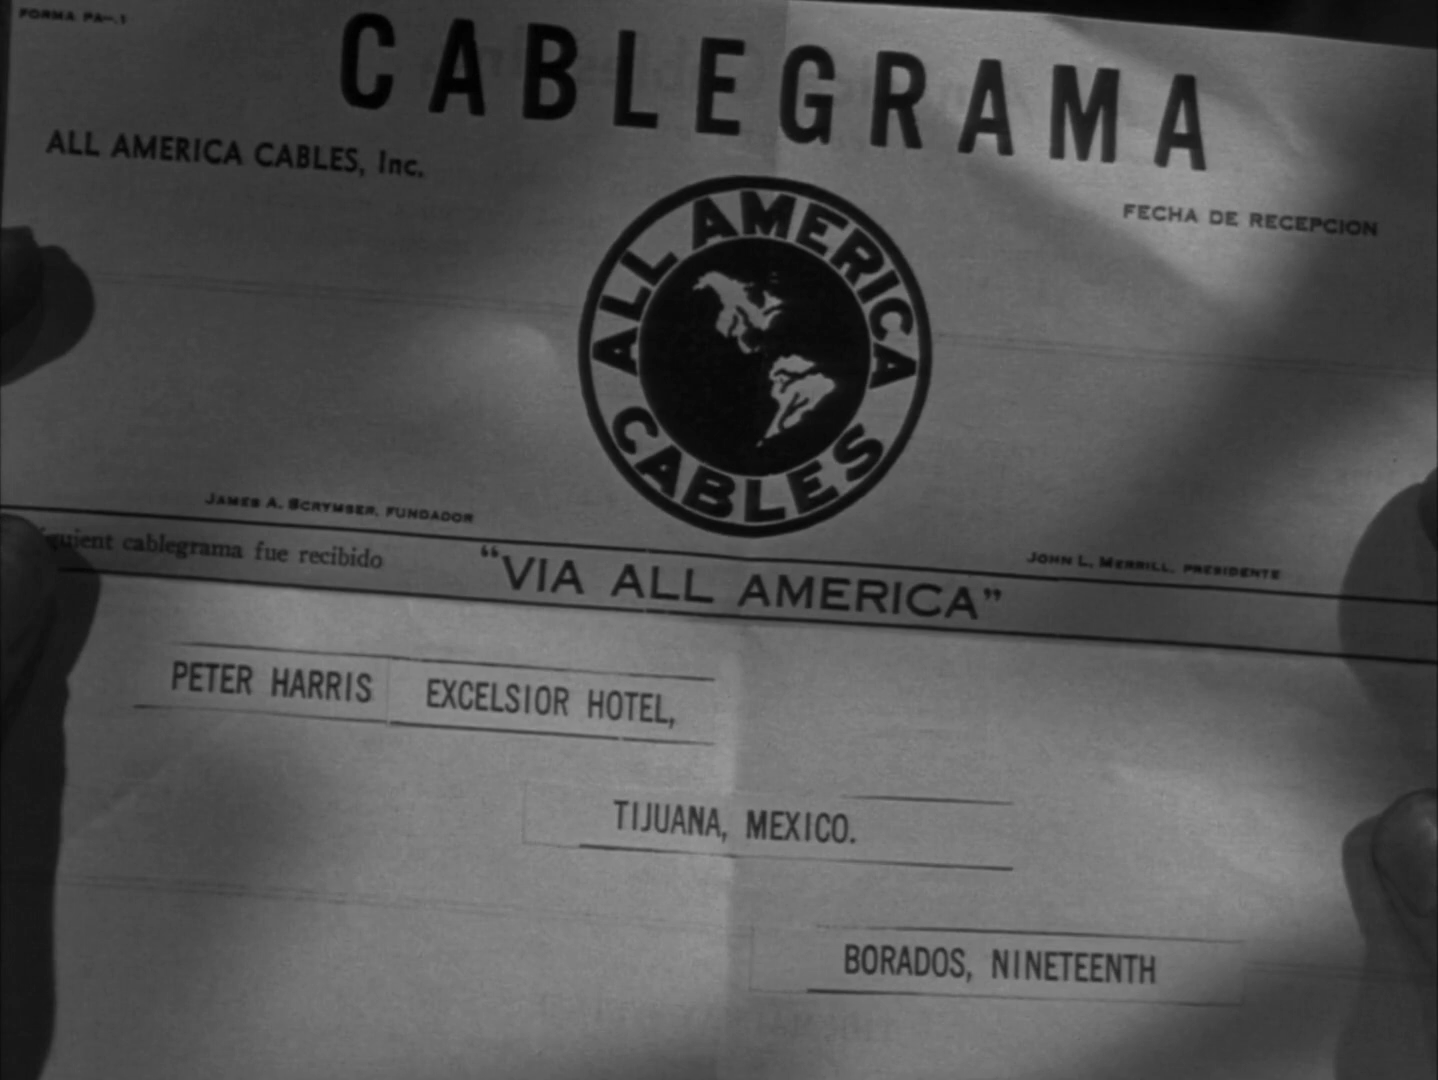 FORMA PA-.1
CABLEGRAMA
ALL AMERICA CABLES, Inc.
FECHA DE RECEPCION
ALL AMERICA
CABLES
JAMES A. SCRYMSER, FUNDADOR
JOHN L. MERRILL, PRESIDENTE
cablegrama fue recibido "VIA ALL AMERICA"
PETER HARRIS EXCELSIOR HOTEL,
TIJUANA, MEXICO.
BORADOS, NINETEENTH